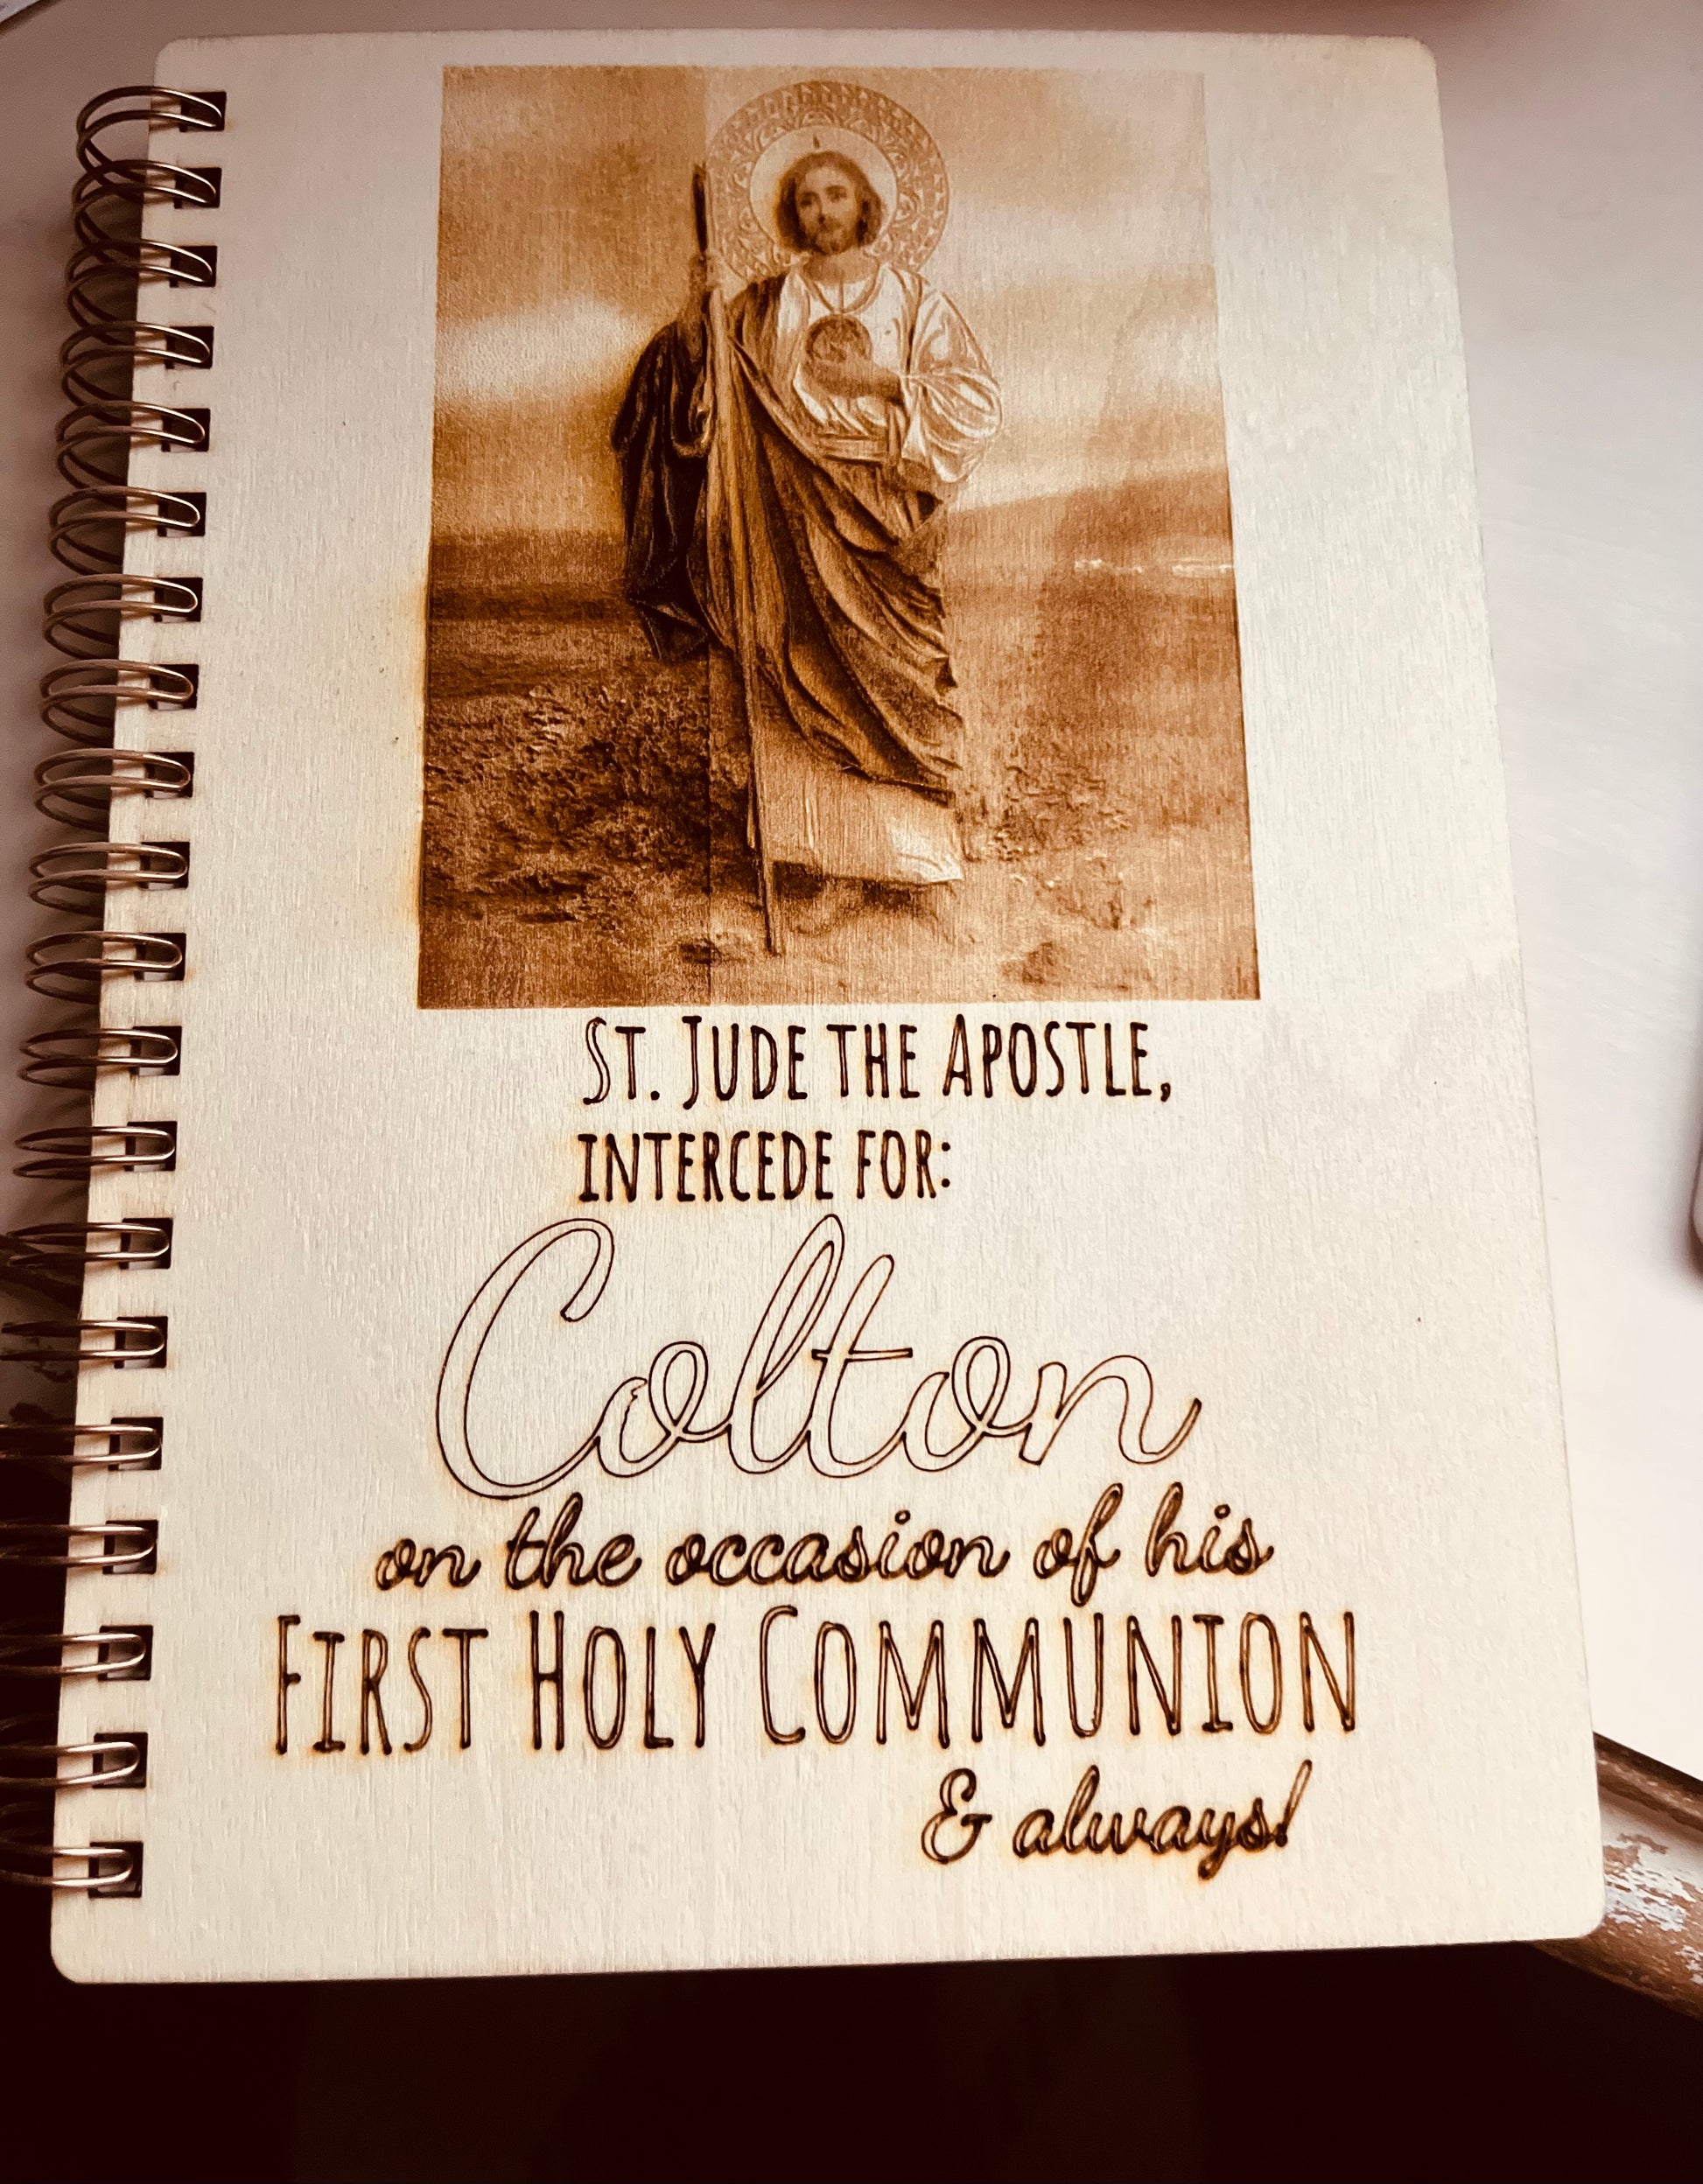 St. Jude the Apostle,
intercede for:
Colton
on the occasion of his
First Holy Communion
& always!